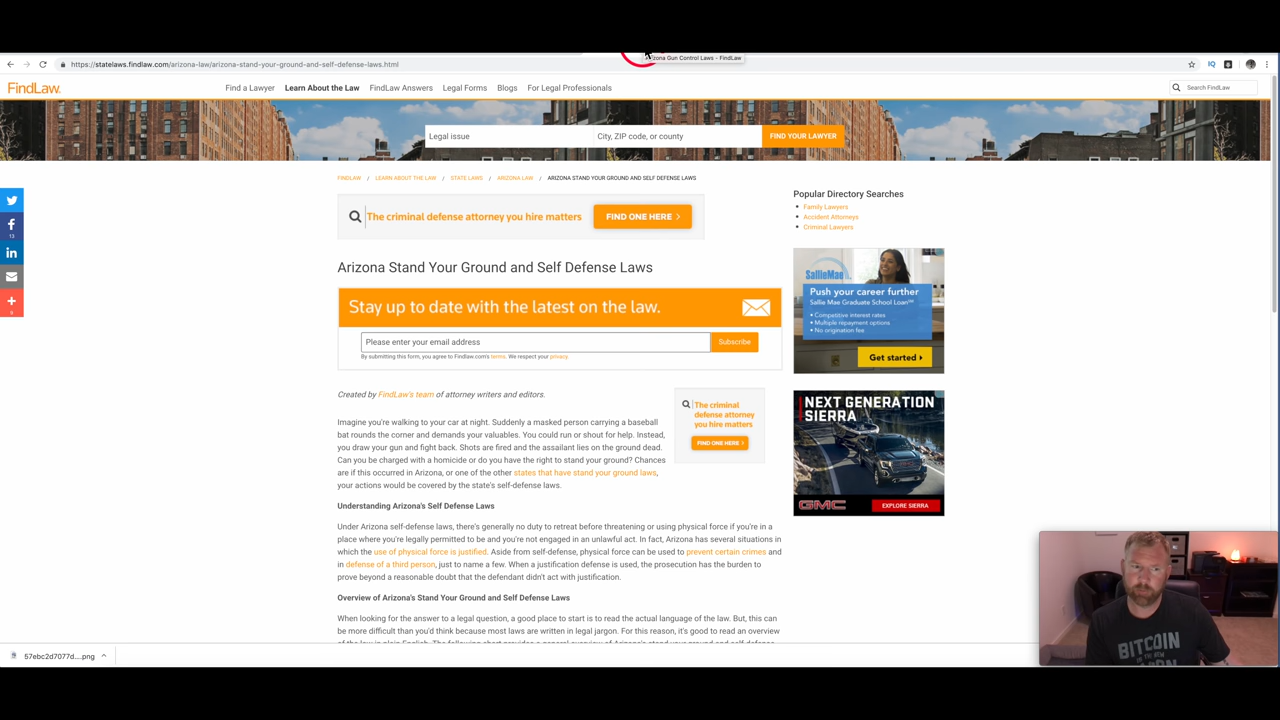 Arizona Gun Control Laws - FindLaw
https://statelaws.findlaw.com/arizona-law/arizona-stand-your-ground-and-self-defense-laws.html
FindLaw.
Find a Lawyer
Learn About the Law
FindLaw Answers
Legal Forms
Blogs
For Legal Professionals
Search FindLaw
Legal issue
City, ZIP code, or county
FIND YOUR LAWYER
FINDLAW / LEARN ABOUT THE LAW / STATE LAWS / ARIZONA LAW / ARIZONA STAND YOUR GROUND AND SELF DEFENSE LAWS
The criminal defense attorney you hire matters
FIND ONE HERE >
Arizona Stand Your Ground and Self Defense Laws
Stay up to date with the latest on the law.
Please enter your email address
Subscribe
By submitting this form, you agree to Findlaw.com's terms. We respect your privacy.
Created by FindLaw's team of attorney writers and editors.
The criminal
defense attorney
you hire matters
FIND ONE HERE >
Imagine you're walking to your car at night. Suddenly a masked person carrying a baseball
bat rounds the corner and demands your valuables. You could run or shout for help. Instead,
you draw your gun and fight back. Shots are fired and the assailant lies on the ground dead.
Can you be charged with a homicide or do you have the right to stand your ground? Chances
are if this occurred in Arizona, or one of the other states that have stand your ground laws,
your actions would be covered by the state's self-defense laws.
Understanding Arizona's Self Defense Laws
Under Arizona self-defense laws, there's generally no duty to retreat before threatening or using physical force if you're in a
place where you're legally permitted to be and you're not engaged in an unlawful act. In fact, Arizona has several situations in
which the use of physical force is justified. Aside from self-defense, physical force can be used to prevent certain crimes and
in defense of a third person, just to name a few. When a justification defense is used, the prosecution has the burden to
prove beyond a reasonable doubt that the defendant didn't act with justification.
Overview of Arizona's Stand Your Ground and Self Defense Laws
When looking for the answer to a legal question, a good place to start is to read the actual language of the law. But, this can
be more difficult than you'd think because most laws are written in legal jargon. For this reason, it's good to read an overview
Popular Directory Searches
Family Lawyers
Accident Attorneys
Criminal Lawyers
SallieMae
Push your career further
Sallie Mae Graduate School Loan
• Competitive interest rates
• Multiple repayment options
• No origination fee
Get started
NEXT GENERATION
SIERRA
GMC
EXPLORE SIERRA
13
57ebc2d7077d....png
BITCOIN